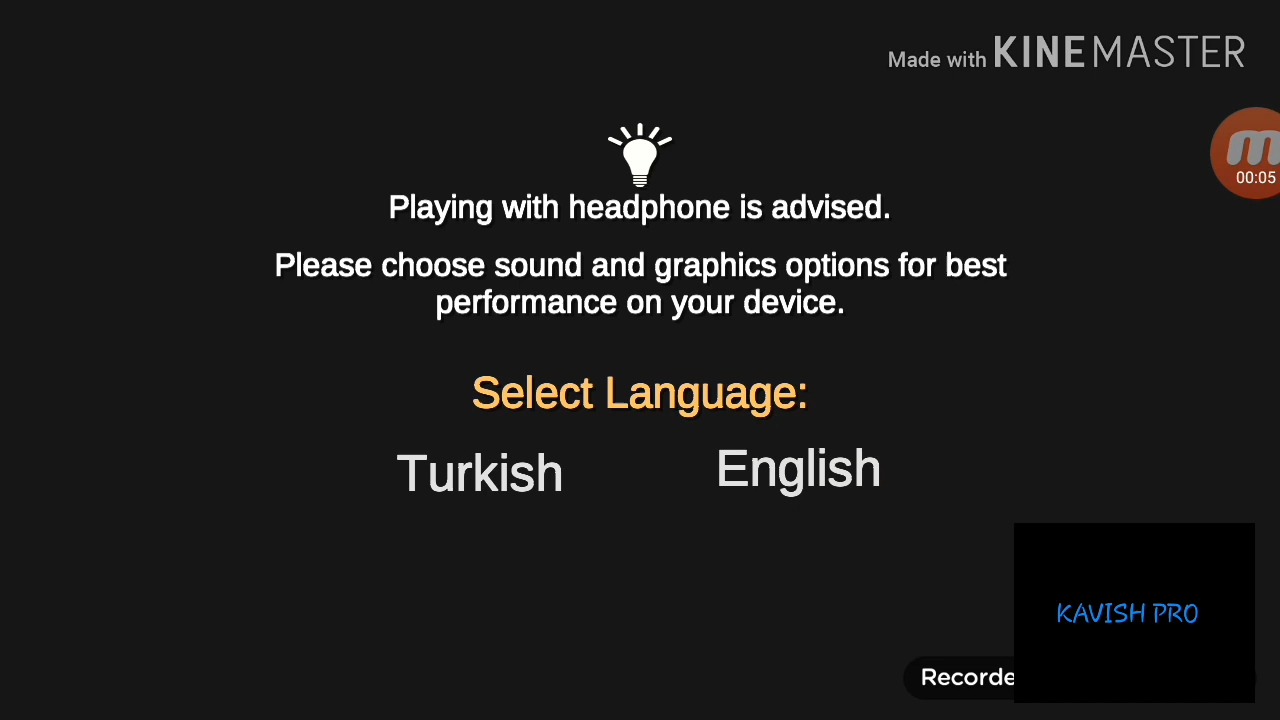 Made with KINEMASTER
00:05
Playing with headphone is advised.
Please choose sound and graphics options for best
performance on your device.
Select Language:
Turkish English
KAVISH PRO
Recorde